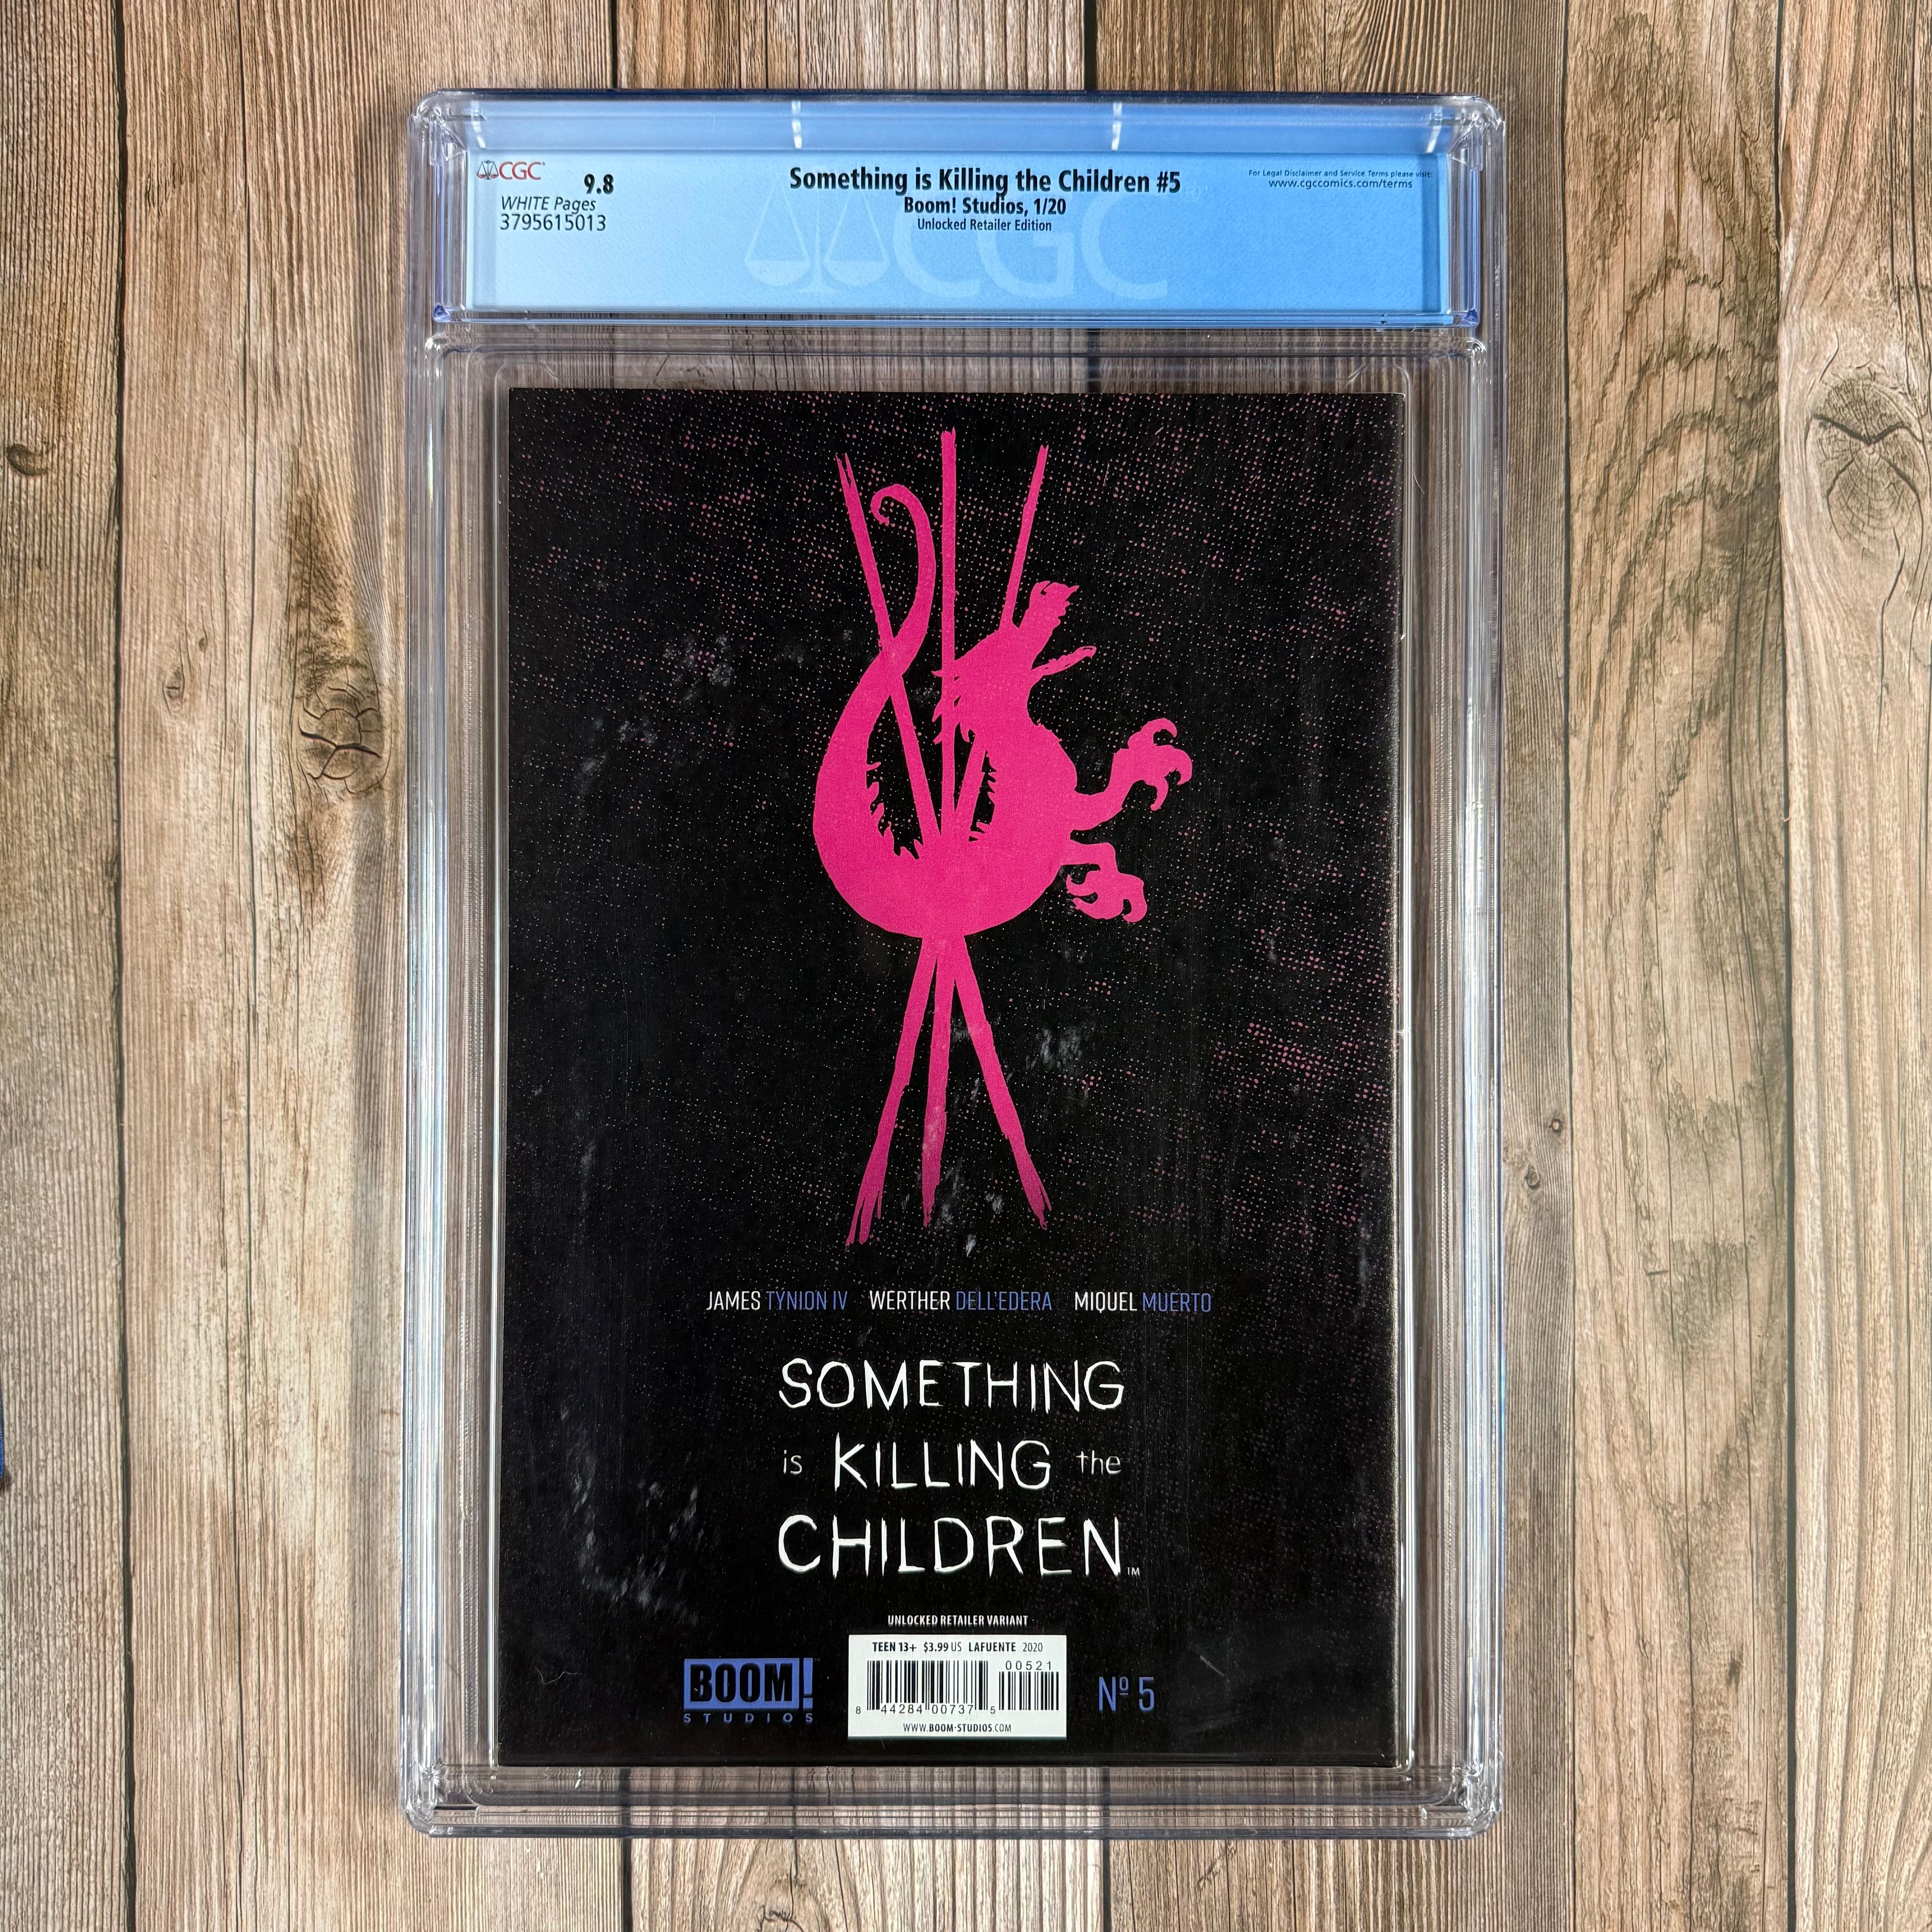 CGC
9.8
WHITE Pages
3795615013
Something is Killing the Children #5
Boom! Studios, 1/20
Unlocked Retailer Edition
For Legal Disclaimer and Service Terms please visit:
www.cgccomics.com/terms
CGC
JAMES TYNION IV WERTHER DELL'EDERA MIQUEL MUERTO
SOMETHING
is KILLING the
CHILDREN™
UNLOCKED RETAILER VARIANT
TEEN 13+ $3.99 US LAFUENTE 2020
00521
8 44284 00737 5
WWW.BOOM-STUDIOS.COM
BOOM!
STUDIOS
Nº 5